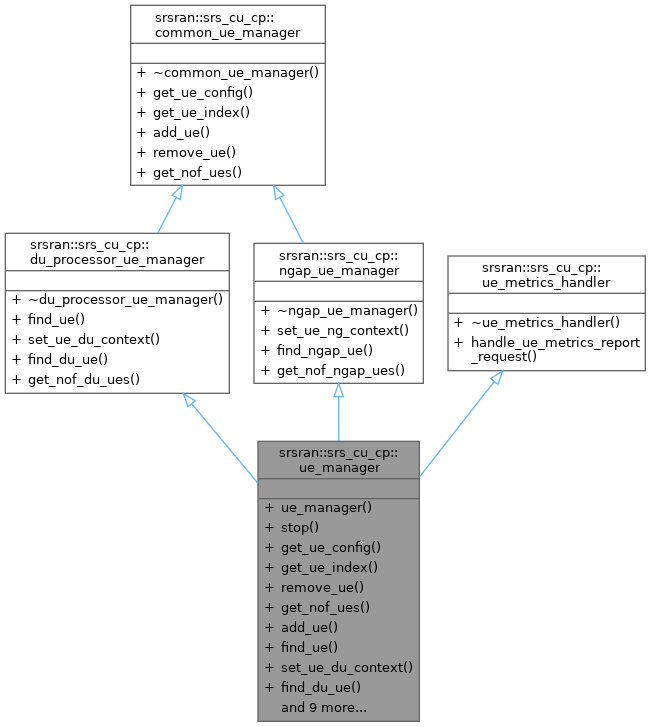 srsran::srs_cu_cp::
common_ue_manager
+ ~common_ue_manager()
+ get_ue_config()
+ get_ue_index()
+ add_ue()
+ remove_ue()
+ get_nof_ues()
srsran::srs_cu_cp::
du_processor_ue_manager
+ ~du_processor_ue_manager()
+ find_ue()
+ set_ue_du_context()
+ find_du_ue()
+ get_nof_du_ues()
srsran::srs_cu_cp::
ngap_ue_manager
+ ~ngap_ue_manager()
+ set_ue_ng_context()
+ find_ngap_ue()
+ get_nof_ngap_ues()
srsran::srs_cu_cp::
ue_metrics_handler
+ ~ue_metrics_handler()
+ handle_ue_metrics_report
_request()
srsran::srs_cu_cp::
ue_manager
+ ue_manager()
+ stop()
+ get_ue_config()
+ get_ue_index()
+ remove_ue()
+ get_nof_ues()
+ add_ue()
+ find_ue()
+ set_ue_du_context()
+ find_du_ue()
and 9 more...